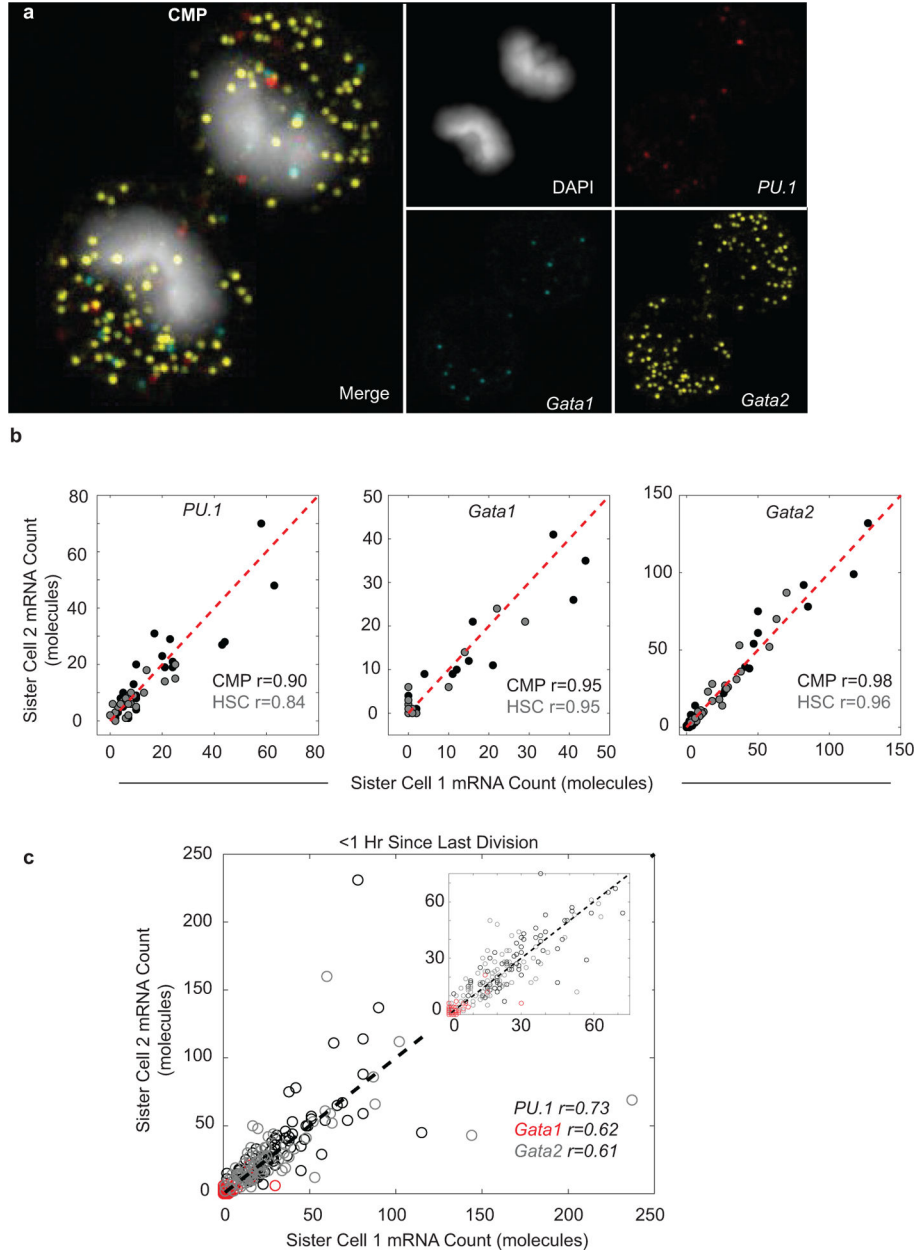 a
CMP
Merge
DAPI
PU.1
Gata1
Gata2
b
Sister Cell 2 mRNA Count
(molecules)
80
60
40
20
0
0 20 40 60 80
PU.1
CMP r=0.90
HSC r=0.84
50
40
30
20
10
0
0 10 20 30 40 50
Gata1
CMP r=0.95
HSC r=0.95
150
100
50
0
0 50 100 150
Gata2
CMP r=0.98
HSC r=0.96
Sister Cell 1 mRNA Count (molecules)
c
<1 Hr Since Last Division
Sister Cell 2 mRNA Count
(molecules)
250
200
150
100
50
0
0 50 100 150 200 250
60
30
0
0 30 60
PU.1 r=0.73
Gata1 r=0.62
Gata2 r=0.61
Sister Cell 1 mRNA Count (molecules)